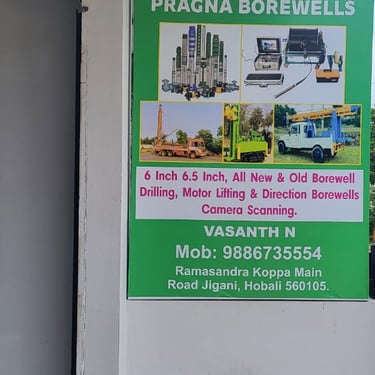 PRAGNA BOREWELLS
6 Inch 6.5 Inch, All New & Old Borewell
Drilling, Motor Lifting & Direction Borewells
Camera Scanning.
VASANTH N
Mob: 9886735554
Ramasandra Koppa Main
Road Jigani, Hobali 560105.